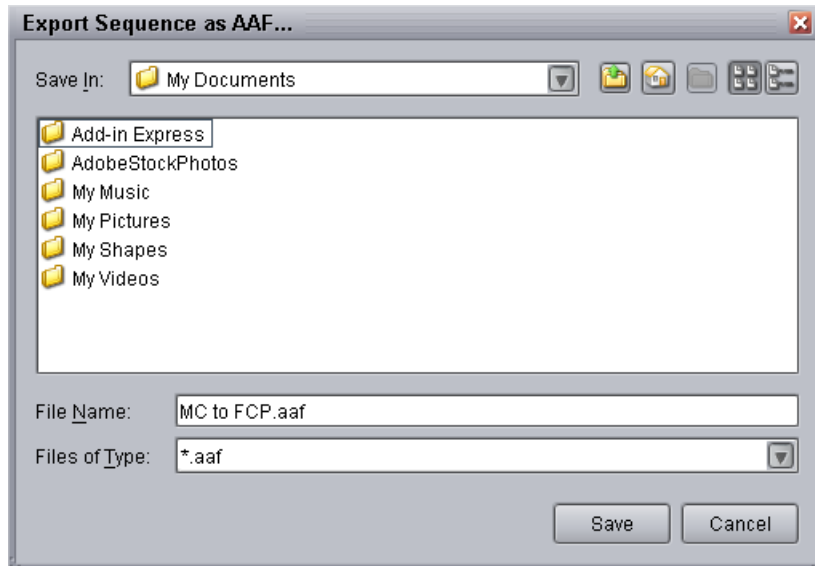 Export Sequence as AAF...
Save In: My Documents
Add-in Express
AdobeStockPhotos
My Music
My Pictures
My Shapes
My Videos
File Name: MC to FCP.aaf
Files of Type: *.aaf
Save Cancel